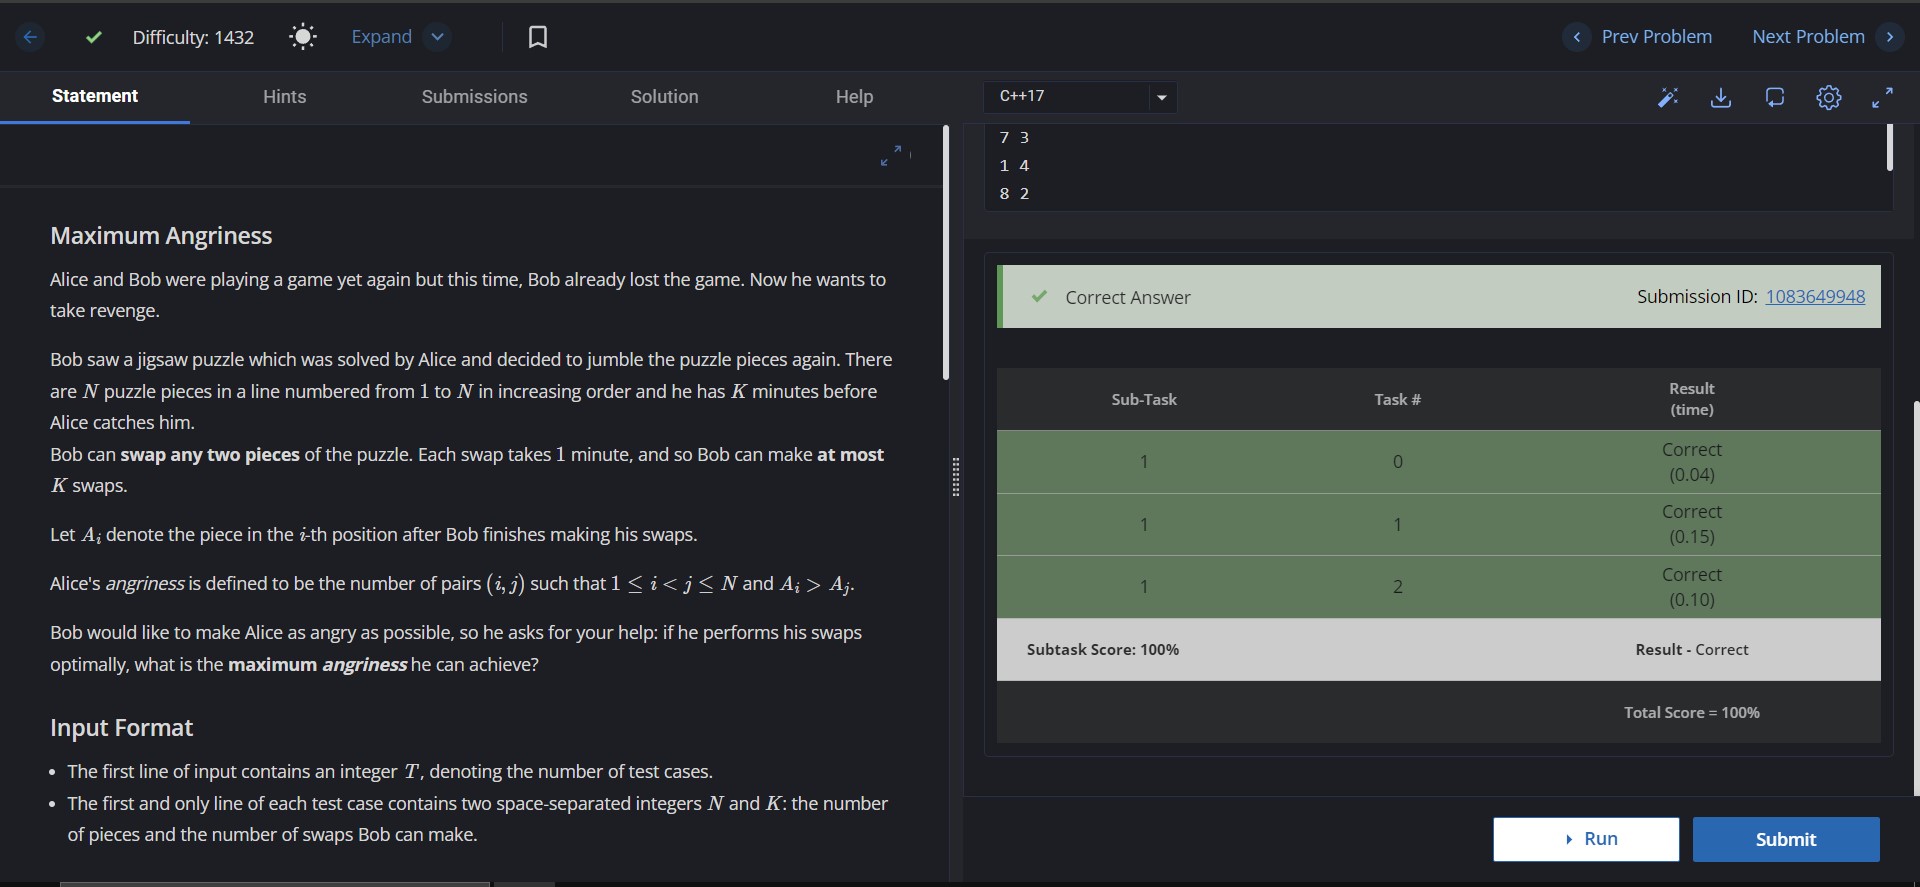 Difficulty: 1432
Expand
Prev Problem
Next Problem
Statement
Hints
Submissions
Solution
Help
C++17
7 3
1 4
8 2
Maximum Angriness
Alice and Bob were playing a game yet again but this time, Bob already lost the game. Now he wants to
take revenge.
Bob saw a jigsaw puzzle which was solved by Alice and decided to jumble the puzzle pieces again. There
are N puzzle pieces in a line numbered from 1 to N in increasing order and he has K minutes before
Alice catches him.
Bob can swap any two pieces of the puzzle. Each swap takes 1 minute, and so Bob can make at most
K swaps.
Let A_i denote the piece in the i-th position after Bob finishes making his swaps.
Alice's angriness is defined to be the number of pairs (i, j) such that 1 ≤ i < j ≤ N and A_i > A_j.
Bob would like to make Alice as angry as possible, so he asks for your help: if he performs his swaps
optimally, what is the maximum angriness he can achieve?
Input Format
• The first line of input contains an integer T, denoting the number of test cases.
• The first and only line of each test case contains two space-separated integers N and K: the number
of pieces and the number of swaps Bob can make.
Correct Answer
Submission ID: 1083649948
Sub-Task
Task #
Result
(time)
1
0
Correct
(0.04)
1
1
Correct
(0.15)
1
2
Correct
(0.10)
Subtask Score: 100%
Result - Correct
Total Score = 100%
Run
Submit